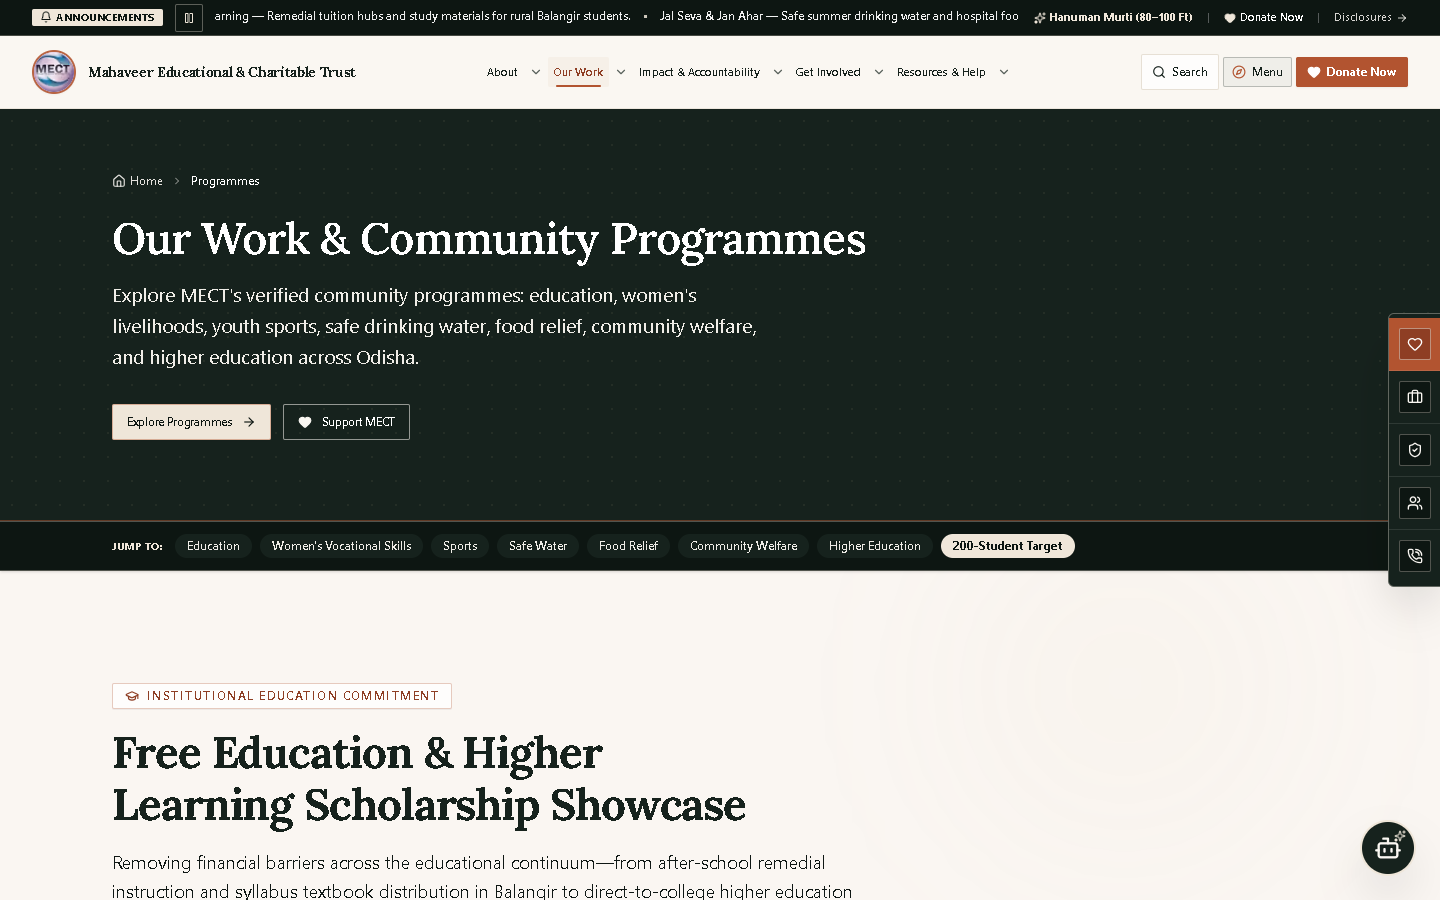 ANNOUNCEMENTS
arning — Remedial tuition hubs and study materials for rural Balangir students. • Jal Seva & Jan Ahar — Safe summer drinking water and hospital foo
Hanuman Murti (80–100 Ft) | Donate Now | Disclosures
MECT
Mahaveer Educational & Charitable Trust
About
Our Work
Impact & Accountability
Get Involved
Resources & Help
Search
Menu
Donate Now
Home
Programmes
Our Work & Community Programmes
Explore MECT's verified community programmes: education, women's
livelihoods, youth sports, safe drinking water, food relief, community welfare,
and higher education across Odisha.
Explore Programmes
Support MECT
JUMP TO:
Education
Women's Vocational Skills
Sports
Safe Water
Food Relief
Community Welfare
Higher Education
200-Student Target
INSTITUTIONAL EDUCATION COMMITMENT
Free Education & Higher
Learning Scholarship Showcase
Removing financial barriers across the educational continuum—from after-school remedial
instruction and syllabus textbook distribution in Balangir to direct-to-college higher education